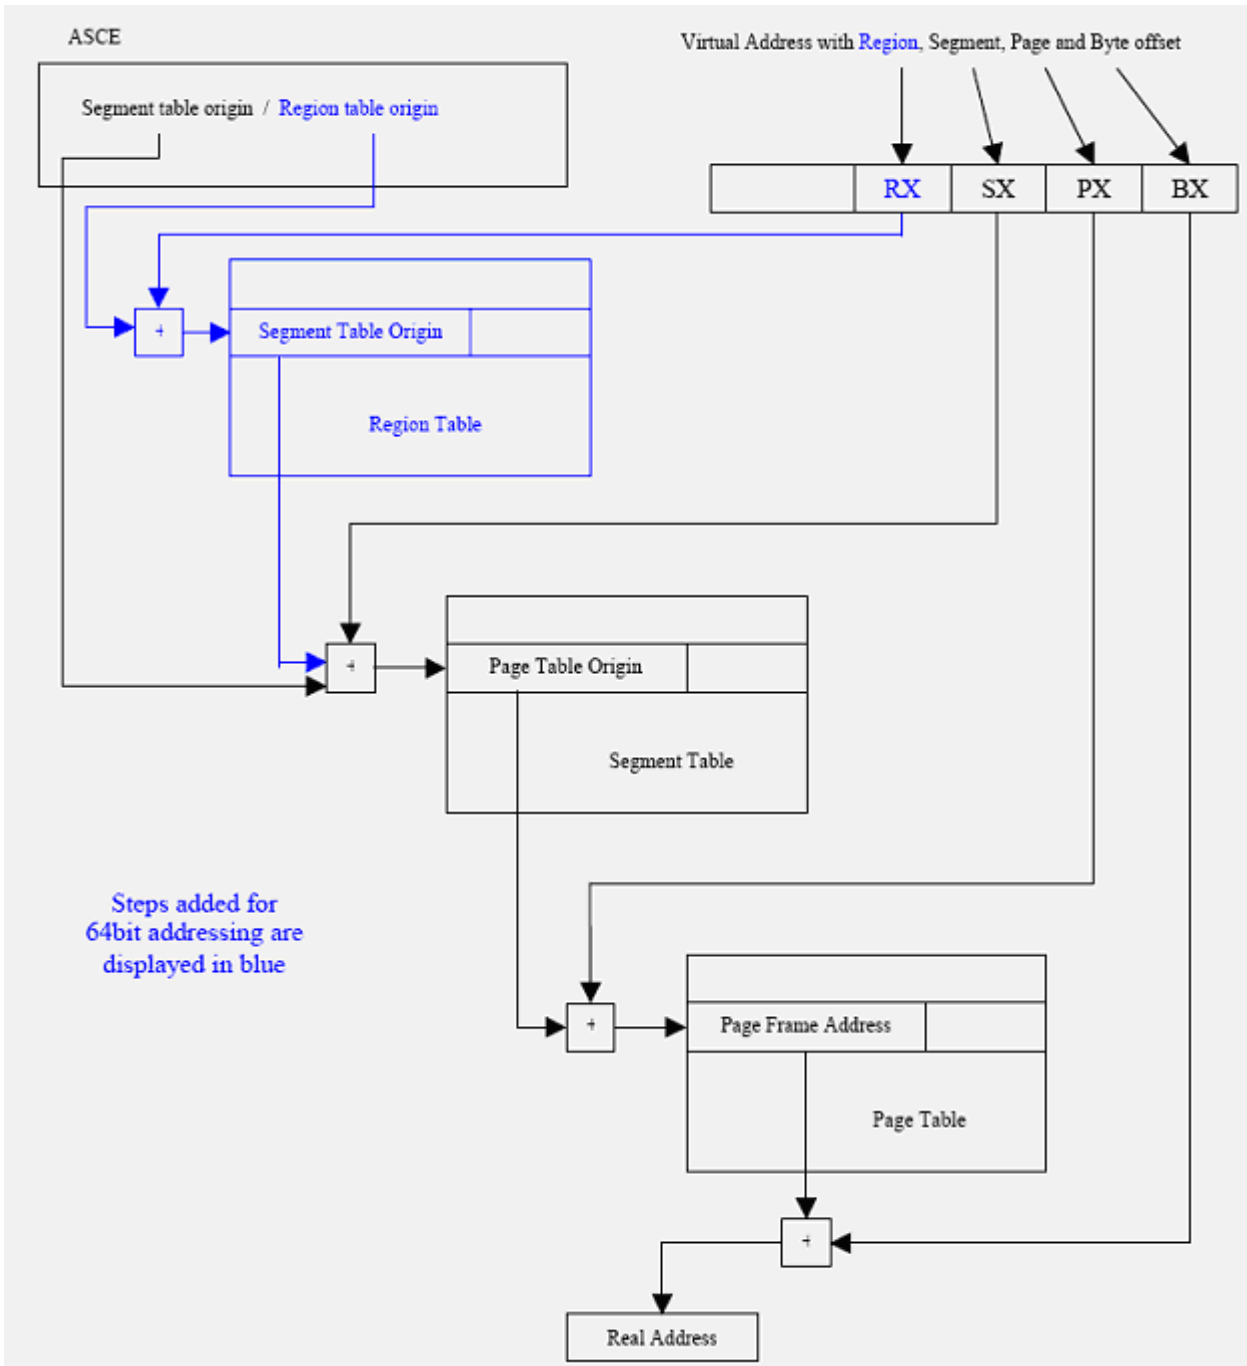 ASCE
Virtual Address with Region, Segment, Page and Byte offset
Segment table origin / Region table origin
RX SX PX BX
+
Segment Table Origin
Region Table
+
Page Table Origin
Segment Table
Steps added for
64bit addressing are
displayed in blue
+
Page Frame Address
Page Table
+
Real Address